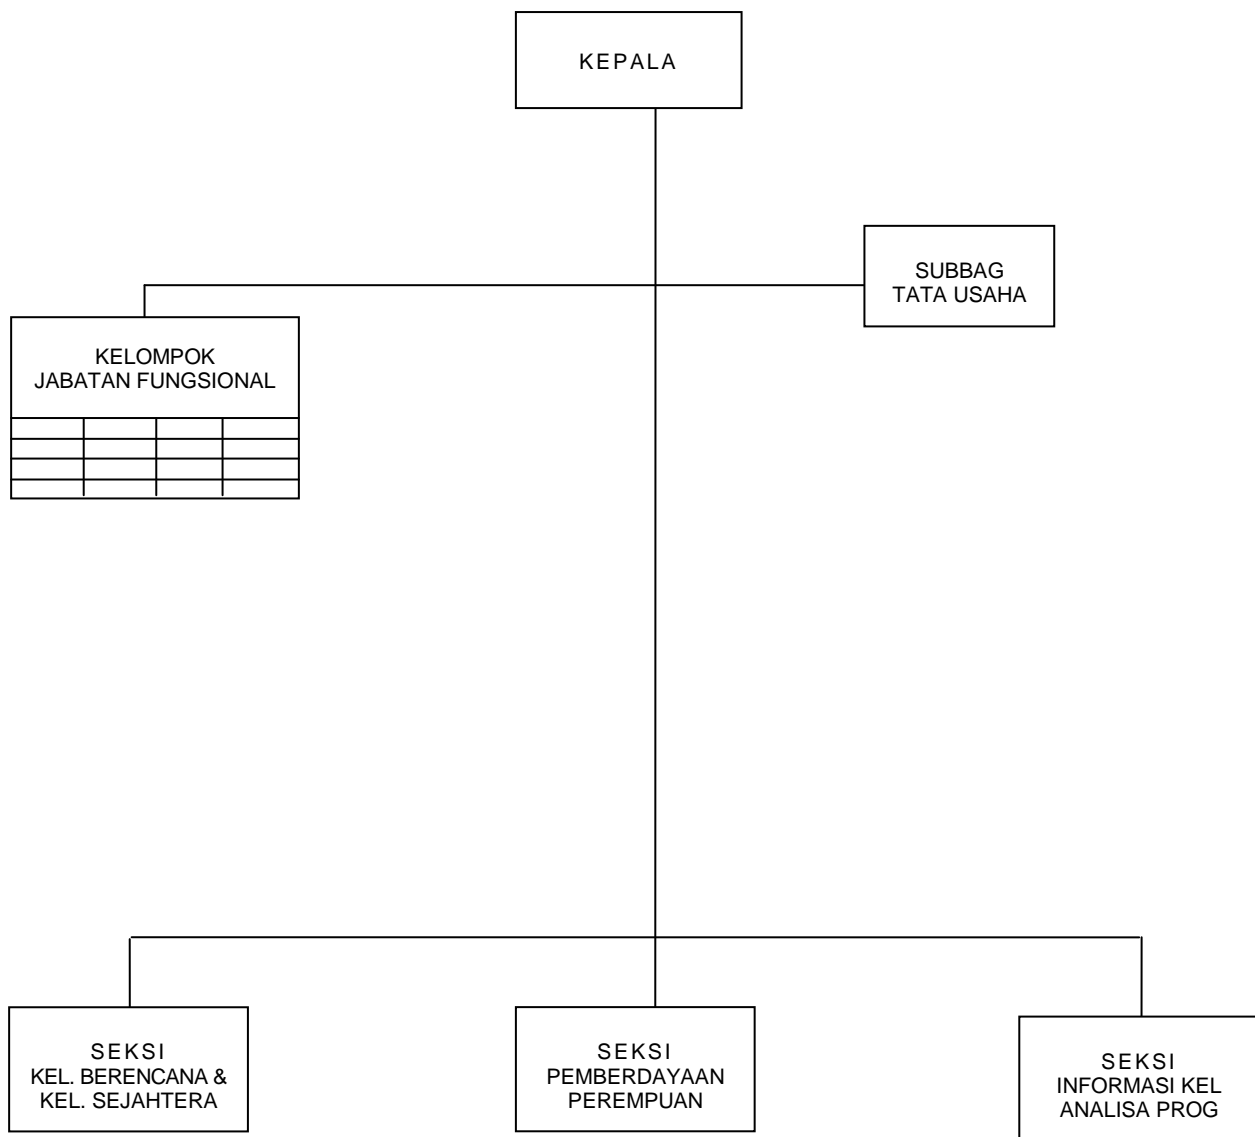 KEPALA
SUBBAG
TATA USAHA
KELOMPOK
JABATAN FUNGSIONAL
SEKSI
KEL. BERENCANA &
KEL. SEJAHTERA
SEKSI
PEMBERDAYAAN
PEREMPUAN
SEKSI
INFORMASI KEL
ANALISA PROG